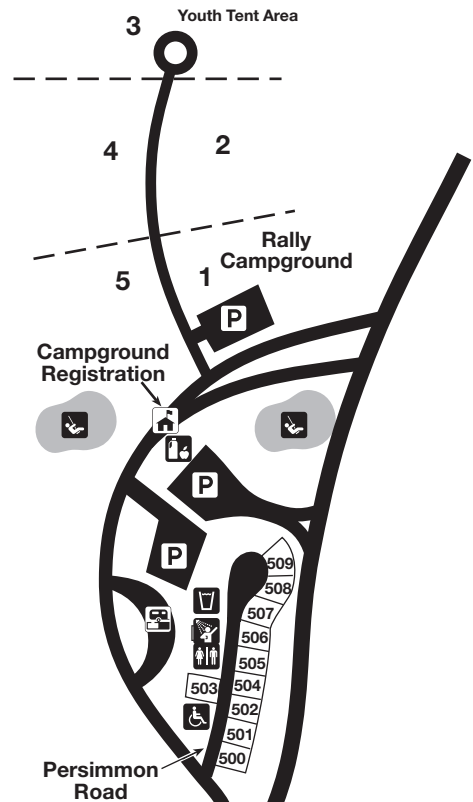 Youth Tent Area
3
4
2
Rally
Campground
5
1
P
Campground
Registration
P
P
509
508
507
506
505
503
504
502
501
500
Persimmon
Road